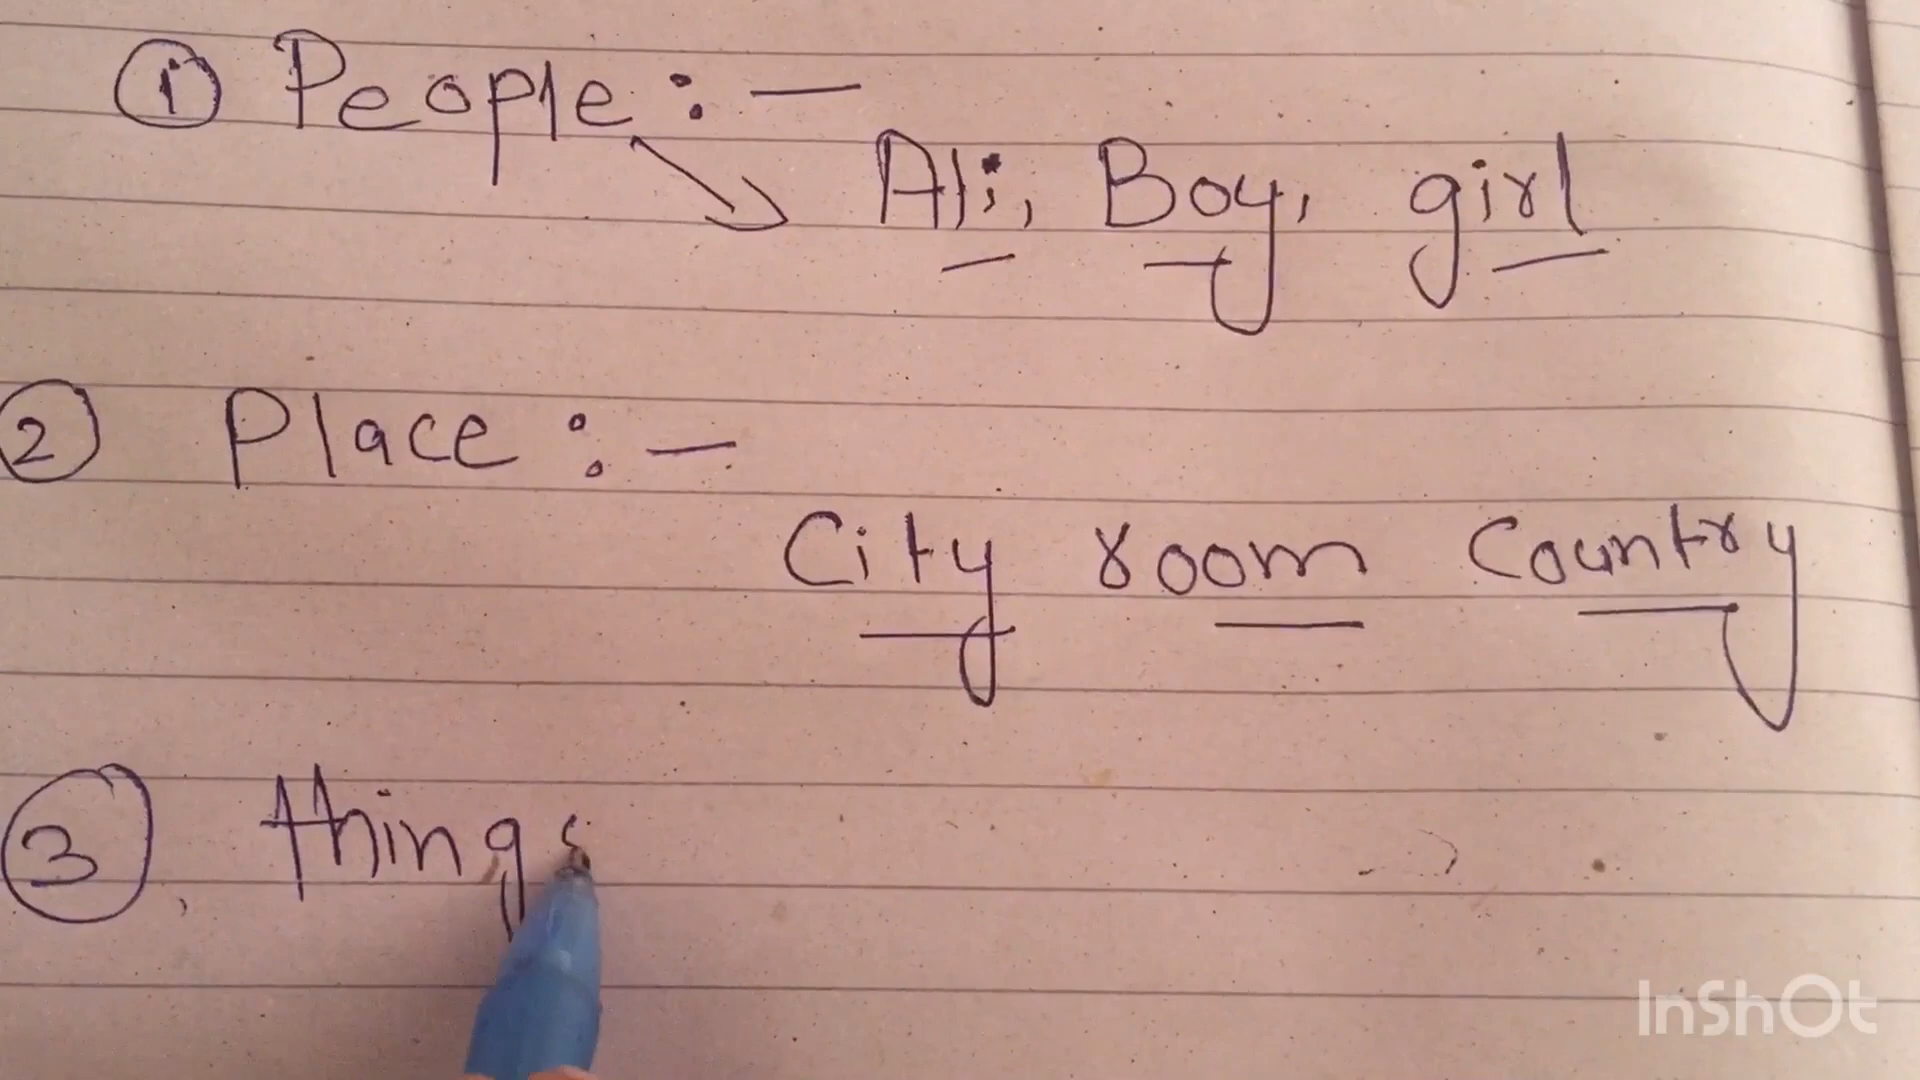 ① People :-
Ali, Boy, girl
② Place :-
City room Country
③ things
InShOt